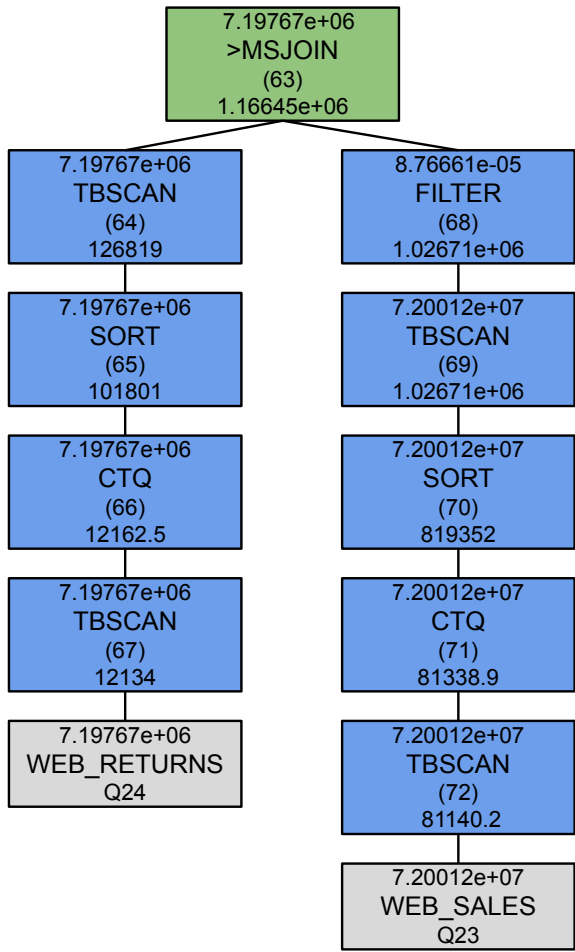 7.19767e+06
>MSJOIN
(63)
1.16645e+06
7.19767e+06
TBSCAN
(64)
126819
8.76661e-05
FILTER
(68)
1.02671e+06
7.19767e+06
SORT
(65)
101801
7.20012e+07
TBSCAN
(69)
1.02671e+06
7.19767e+06
CTQ
(66)
12162.5
7.20012e+07
SORT
(70)
819352
7.19767e+06
TBSCAN
(67)
12134
7.20012e+07
CTQ
(71)
81338.9
7.19767e+06
WEB_RETURNS
Q24
7.20012e+07
TBSCAN
(72)
81140.2
7.20012e+07
WEB_SALES
Q23